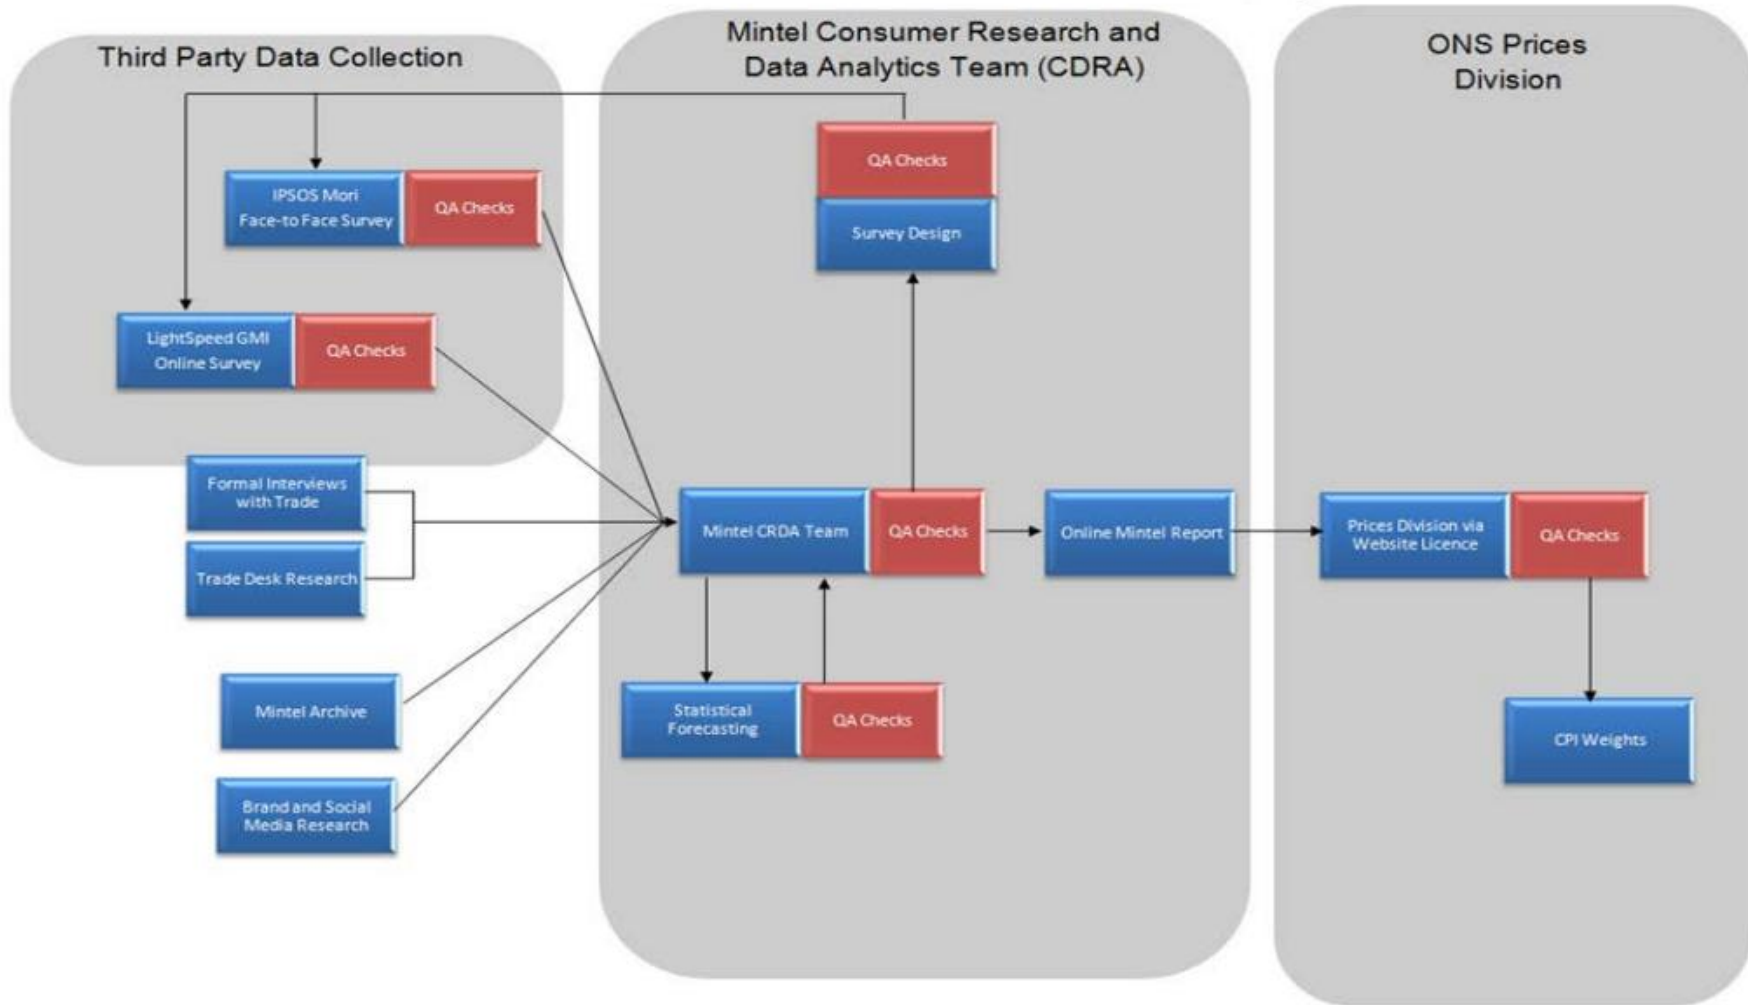 Third Party Data Collection
Mintel Consumer Research and
Data Analytics Team (CDRA)
ONS Prices
Division
QA Checks
Survey Design
IPSOS Mori
Face-to Face Survey
QA Checks
LightSpeed GMI
Online Survey
QA Checks
Formal Interviews
with Trade
Trade Desk Research
Mintel CRDA Team
QA Checks
Online Mintel Report
Prices Division via
Website Licence
QA Checks
Mintel Archive
Statistical
Forecasting
QA Checks
CPI Weights
Brand and Social
Media Research